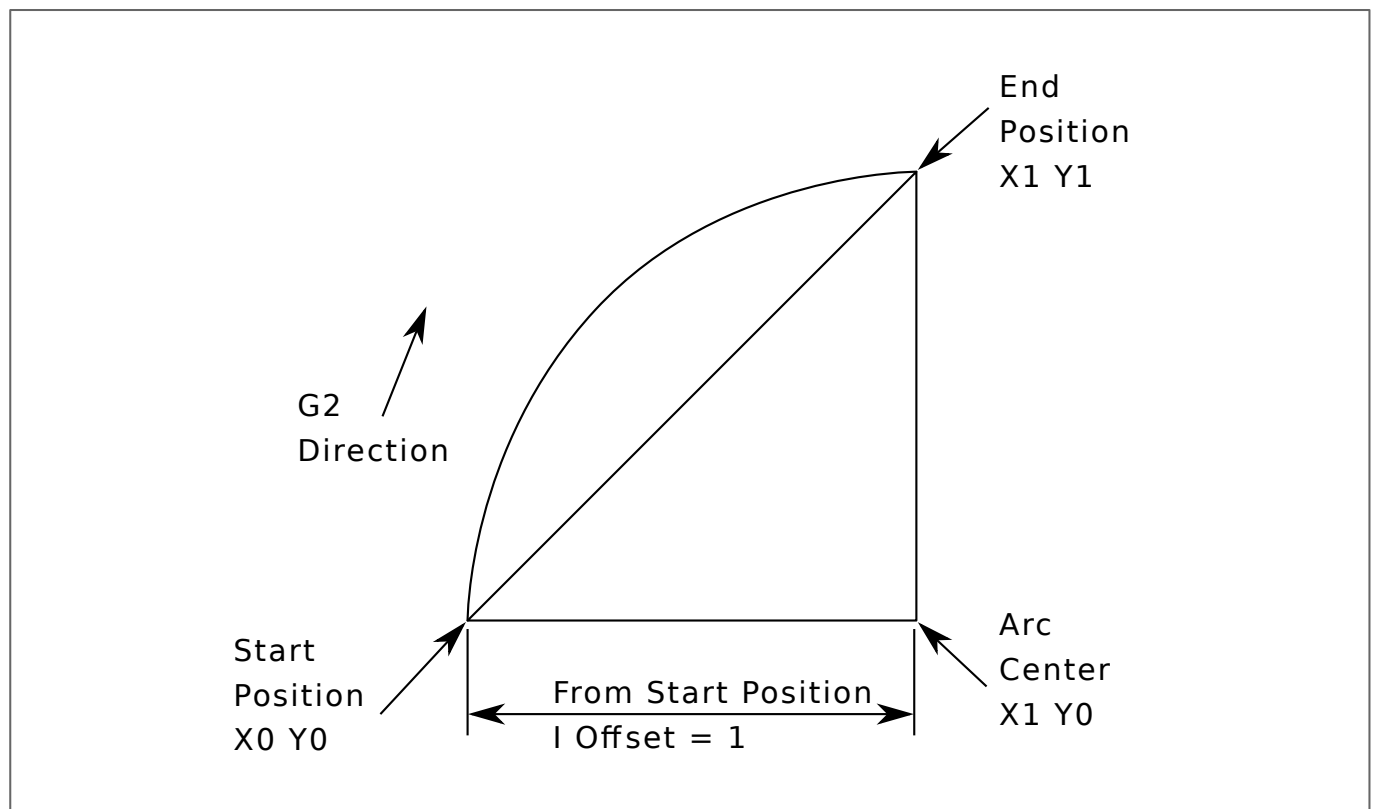 End
Position
X1 Y1
G2
Direction
Start
Position
X0 Y0
From Start Position
I Offset = 1
Arc
Center
X1 Y0